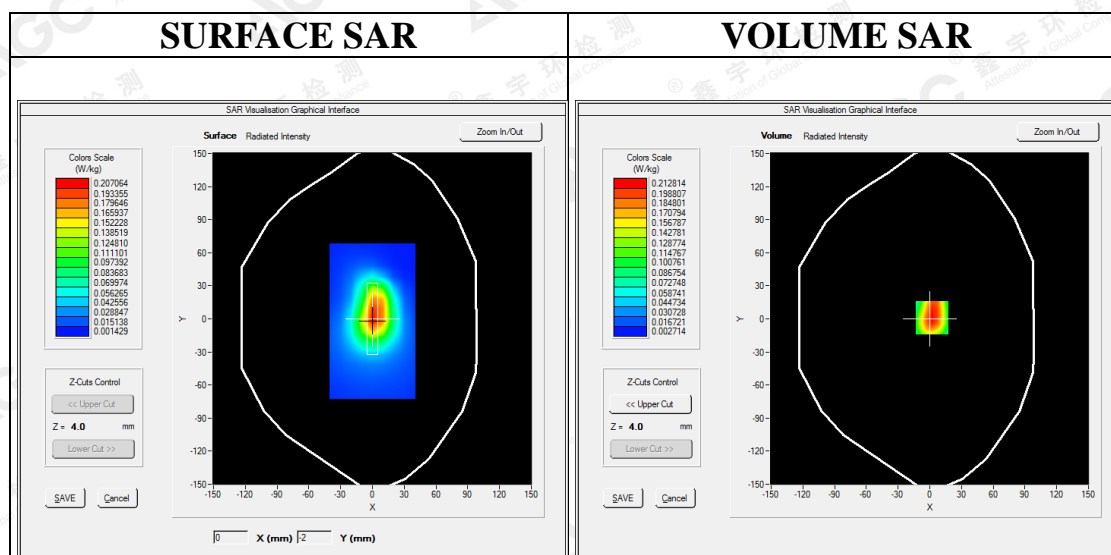 SURFACE SAR
VOLUME SAR
SAR Visualisation Graphical Interface
Surface Radiated Intensity
Zoom In/Out
Colors Scale
(W/kg)
0.207064
0.193355
0.179646
0.165937
0.152228
0.138519
0.124810
0.111101
0.097392
0.083683
0.069974
0.056265
0.042556
0.028847
0.015138
0.001429
150
120
90
60
30
0
-30
-60
-90
-120
-150
Y
-150 -120 -90 -60 -30 0 30 60 90 120 150
X
Z-Cuts Control
<< Upper Cut
Z = 4.0 mm
Lower Cut >>
SAVE Cancel
0 X (mm) -2 Y (mm)
SAR Visualisation Graphical Interface
Volume Radiated Intensity
Zoom In/Out
Colors Scale
(W/kg)
0.212814
0.198807
0.184801
0.170794
0.156787
0.142781
0.128774
0.114767
0.100761
0.086754
0.072748
0.058741
0.044734
0.030728
0.016721
0.002714
150
120
90
60
30
0
-30
-60
-90
-120
-150
Y
-150 -120 -90 -60 -30 0 30 60 90 120 150
X
Z-Cuts Control
<< Upper Cut
Z = 4.0 mm
Lower Cut >>
SAVE Cancel